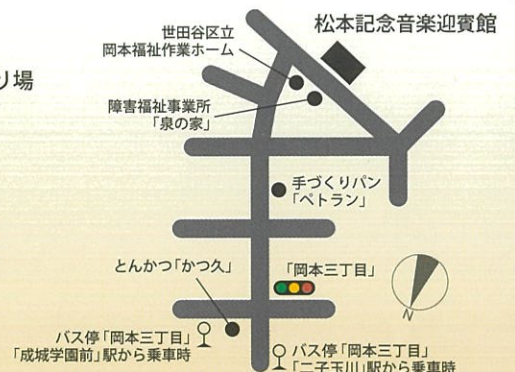 松本記念音楽迎賓館
世田谷区立
岡本福祉作業ホーム
り場
障害福祉事業所
「泉の家」
手づくりパン
「ペトラン」
とんかつ「かつ久」
「岡本三丁目」
N
バス停「岡本三丁目」
「成城学園前」駅から乗車時
バス停「岡本三丁目」
「二子玉川」駅から乗車時